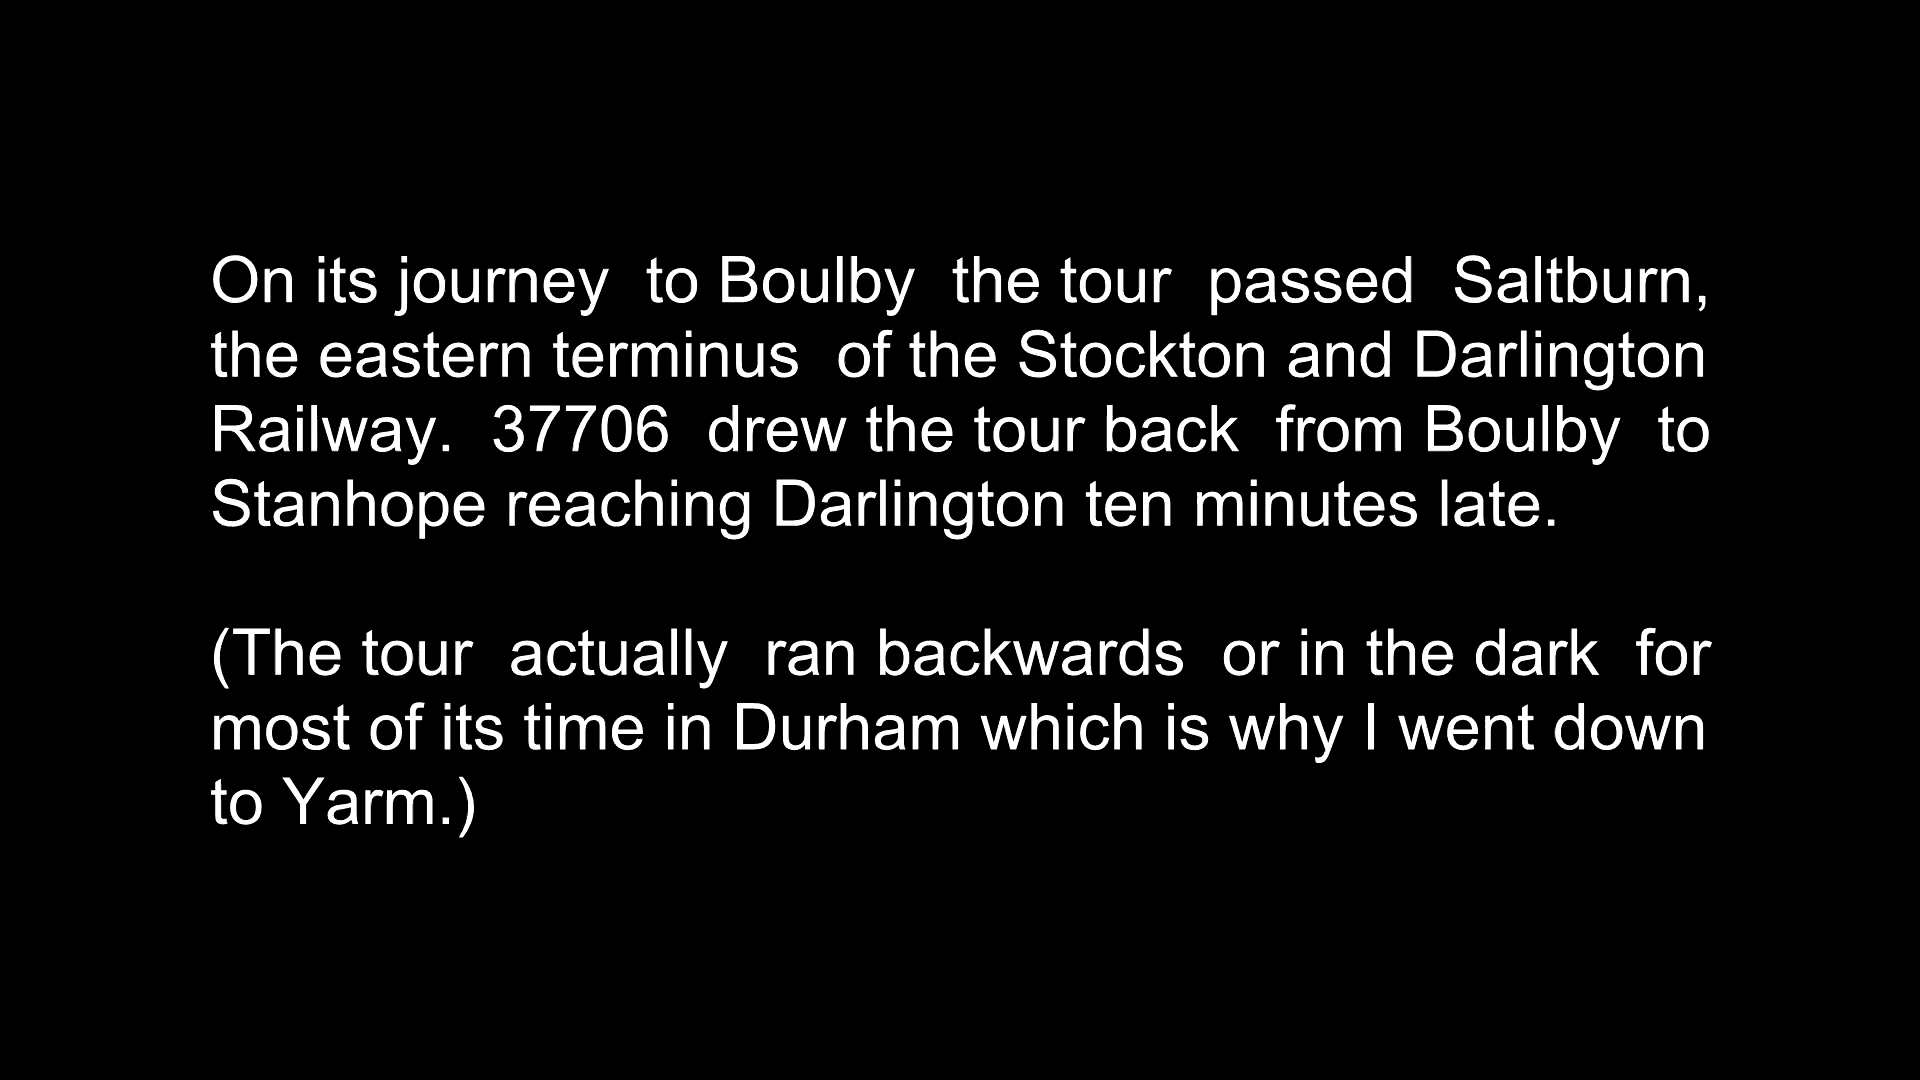 On its journey  to Boulby  the tour  passed  Saltburn,
the eastern terminus  of the Stockton and Darlington
Railway.  37706  drew the tour back  from Boulby  to
Stanhope reaching Darlington ten minutes late.

(The tour  actually  ran backwards  or in the dark  for
most of its time in Durham which is why I went down
to Yarm.)